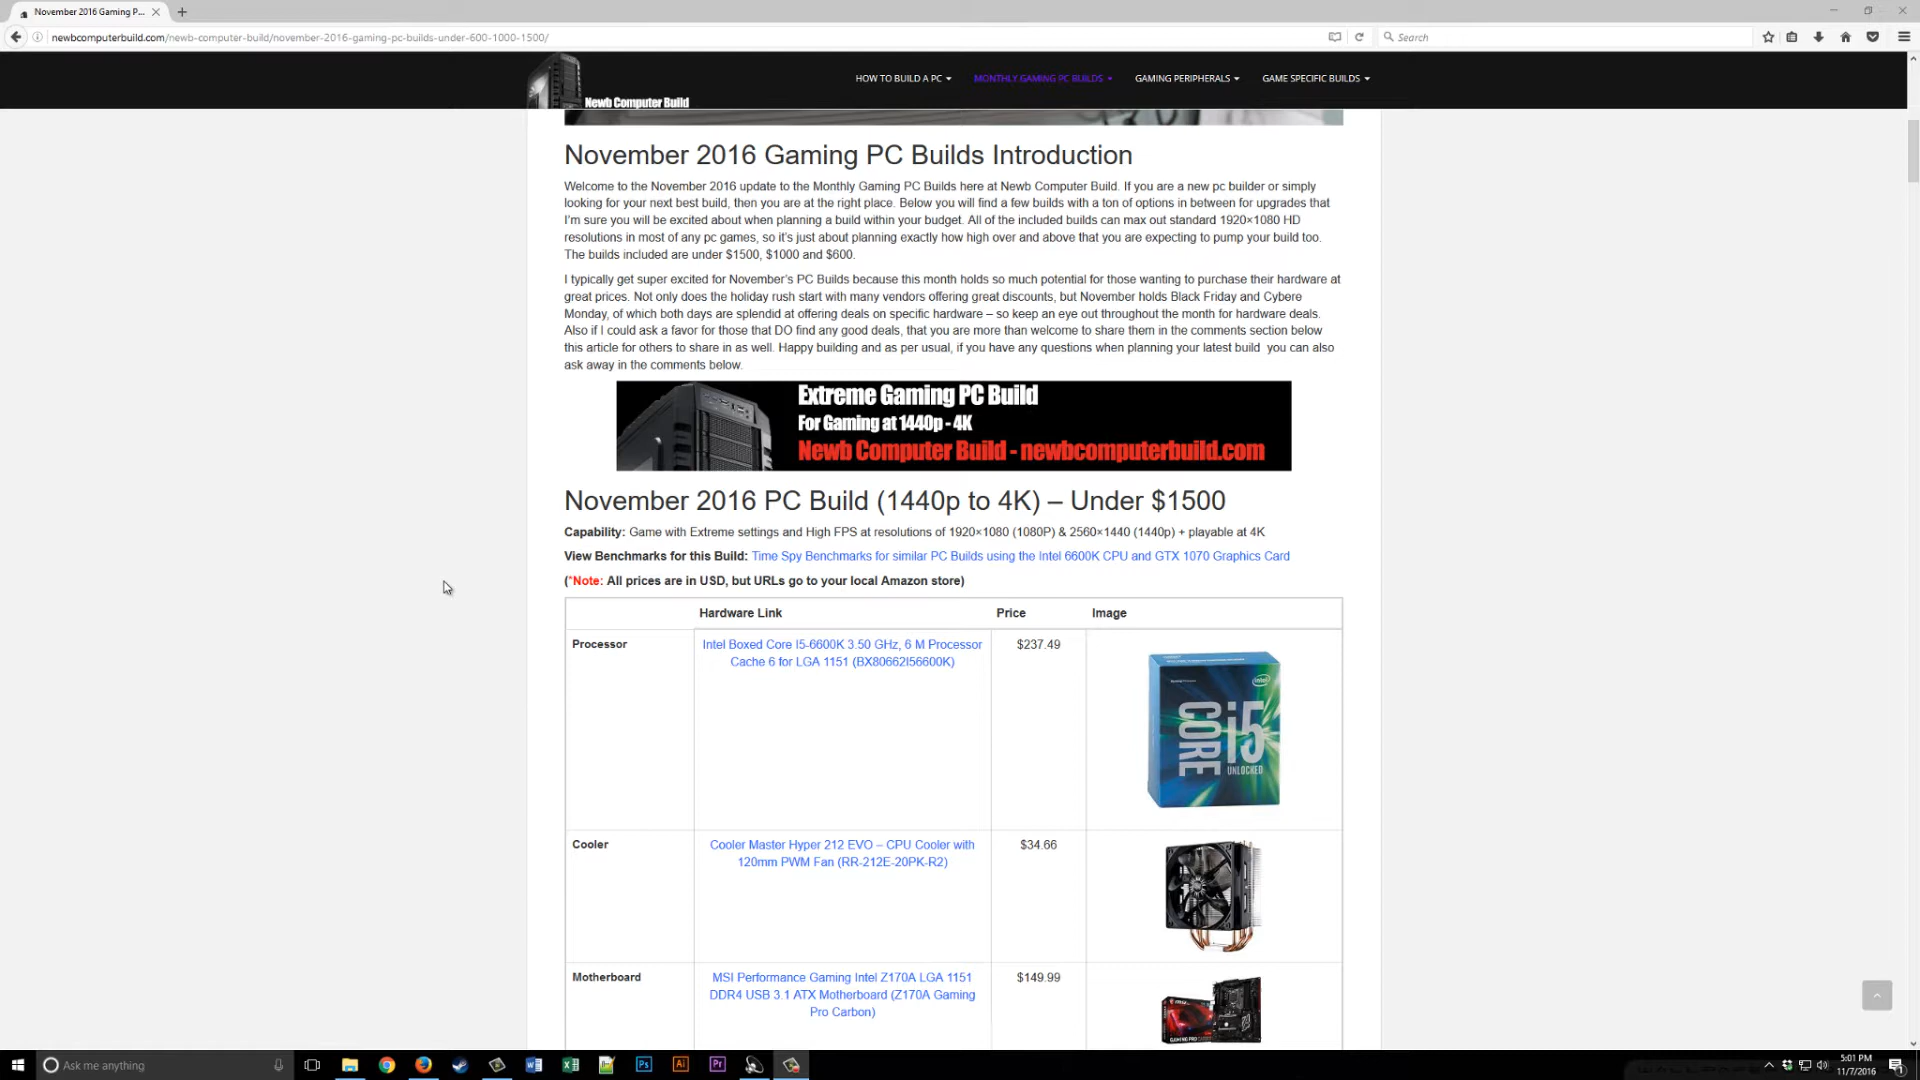 November 2016 Gaming P...
newbcomputerbuild.com/newb-computer-build/november-2016-gaming-pc-builds-under-600-1000-1500/
Search
Newb Computer Build
HOW TO BUILD A PC
MONTHLY GAMING PC BUILDS
GAMING PERIPHERALS
GAME SPECIFIC BUILDS
November 2016 Gaming PC Builds Introduction
Welcome to the November 2016 update to the Monthly Gaming PC Builds here at Newb Computer Build. If you are a new pc builder or simply
looking for your next best build, then you are at the right place. Below you will find a few builds with a ton of options in between for upgrades that
I'm sure you will be excited about when planning a build within your budget. All of the included builds can max out standard 1920×1080 HD
resolutions in most of any pc games, so it's just about planning exactly how high over and above that you are expecting to pump your build too.
The builds included are under $1500, $1000 and $600.
I typically get super excited for November's PC Builds because this month holds so much potential for those wanting to purchase their hardware at
great prices. Not only does the holiday rush start with many vendors offering great discounts, but November holds Black Friday and Cybere
Monday, of which both days are splendid at offering deals on specific hardware – so keep an eye out throughout the month for hardware deals.
Also if I could ask a favor for those that DO find any good deals, that you are more than welcome to share them in the comments section below
this article for others to share in as well. Happy building and as per usual, if you have any questions when planning your latest build you can also
ask away in the comments below.
Extreme Gaming PC Build
For Gaming at 1440p - 4K
Newb Computer Build - newbcomputerbuild.com
November 2016 PC Build (1440p to 4K) – Under $1500
Capability: Game with Extreme settings and High FPS at resolutions of 1920×1080 (1080P) & 2560×1440 (1440p) + playable at 4K
View Benchmarks for this Build: Time Spy Benchmarks for similar PC Builds using the Intel 6600K CPU and GTX 1070 Graphics Card
(*Note: All prices are in USD, but URLs go to your local Amazon store)
Hardware Link Price Image
Processor
Intel Boxed Core I5-6600K 3.50 GHz, 6 M Processor
Cache 6 for LGA 1151 (BX80662I56600K)
$237.49
intel
CORE i5
UNLOCKED
Cooler
Cooler Master Hyper 212 EVO – CPU Cooler with
120mm PWM Fan (RR-212E-20PK-R2)
$34.66
Motherboard
MSI Performance Gaming Intel Z170A LGA 1151
DDR4 USB 3.1 ATX Motherboard (Z170A Gaming
Pro Carbon)
$149.99
Ask me anything
Ps
Ai
Pr
5:01 PM
11/7/2016